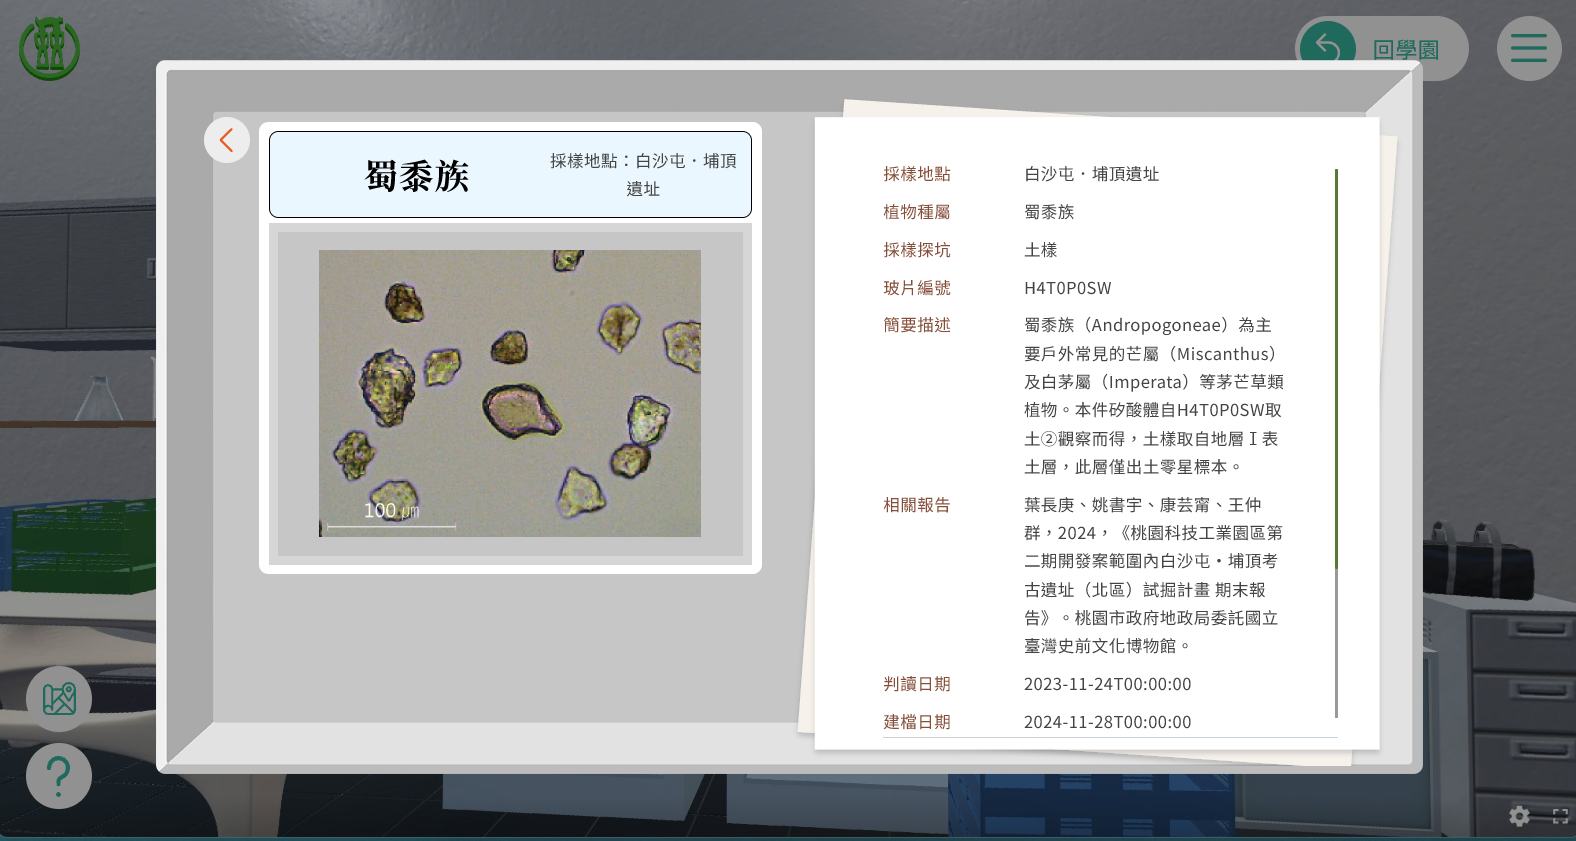 回學園
蜀黍族
採樣地點：白沙屯．埔頂
遺址
100 μm
採樣地點 白沙屯．埔頂遺址
植物種屬 蜀黍族
採樣探坑 土樣
玻片編號 H4T0P0SW
簡要描述 蜀黍族（Andropogoneae）為主
要戶外常見的芒屬（Miscanthus）
及白茅屬（Imperata）等茅芒草類
植物。本件矽酸體自H4T0P0SW取
土②觀察而得，土樣取自地層Ⅰ表
土層，此層僅出土零星標本。
相關報告 葉長庚、姚書宇、康芸甯、王仲
群，2024，《桃園科技工業園區第
二期開發案範圍內白沙屯‧埔頂考
古遺址（北區）試掘計畫 期末報
告》。桃園市政府地政局委託國立
臺灣史前文化博物館。
判讀日期 2023-11-24T00:00:00
建檔日期 2024-11-28T00:00:00